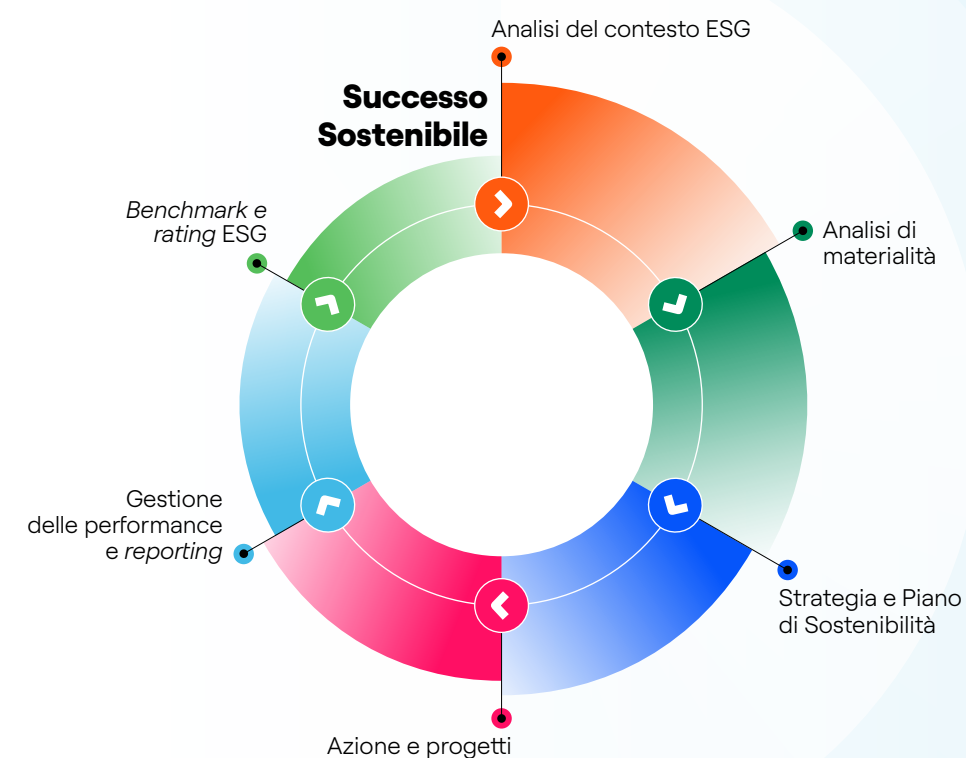 Analisi del contesto ESG
Successo
Sostenibile
Benchmark e
rating ESG
Analisi di
materialità
Gestione
delle performance
e reporting
Strategia e Piano
di Sostenibilità
Azione e progetti